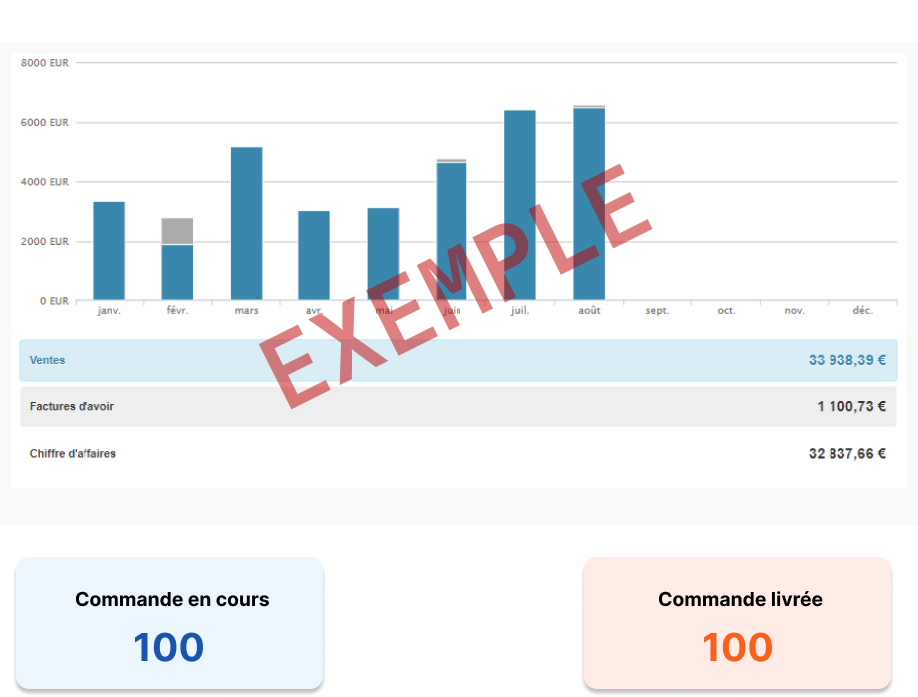 8000 EUR
6000 EUR
4000 EUR
2000 EUR
0 EUR
janv. févr. mars avr. mai juin juil. août sept. oct. nov. déc.
EXEMPLE
Ventes 33 938,39 €
Factures d'avoir 1 100,73 €
Chiffre d'affaires 32 837,66 €
Commande en cours
100
Commande livrée
100